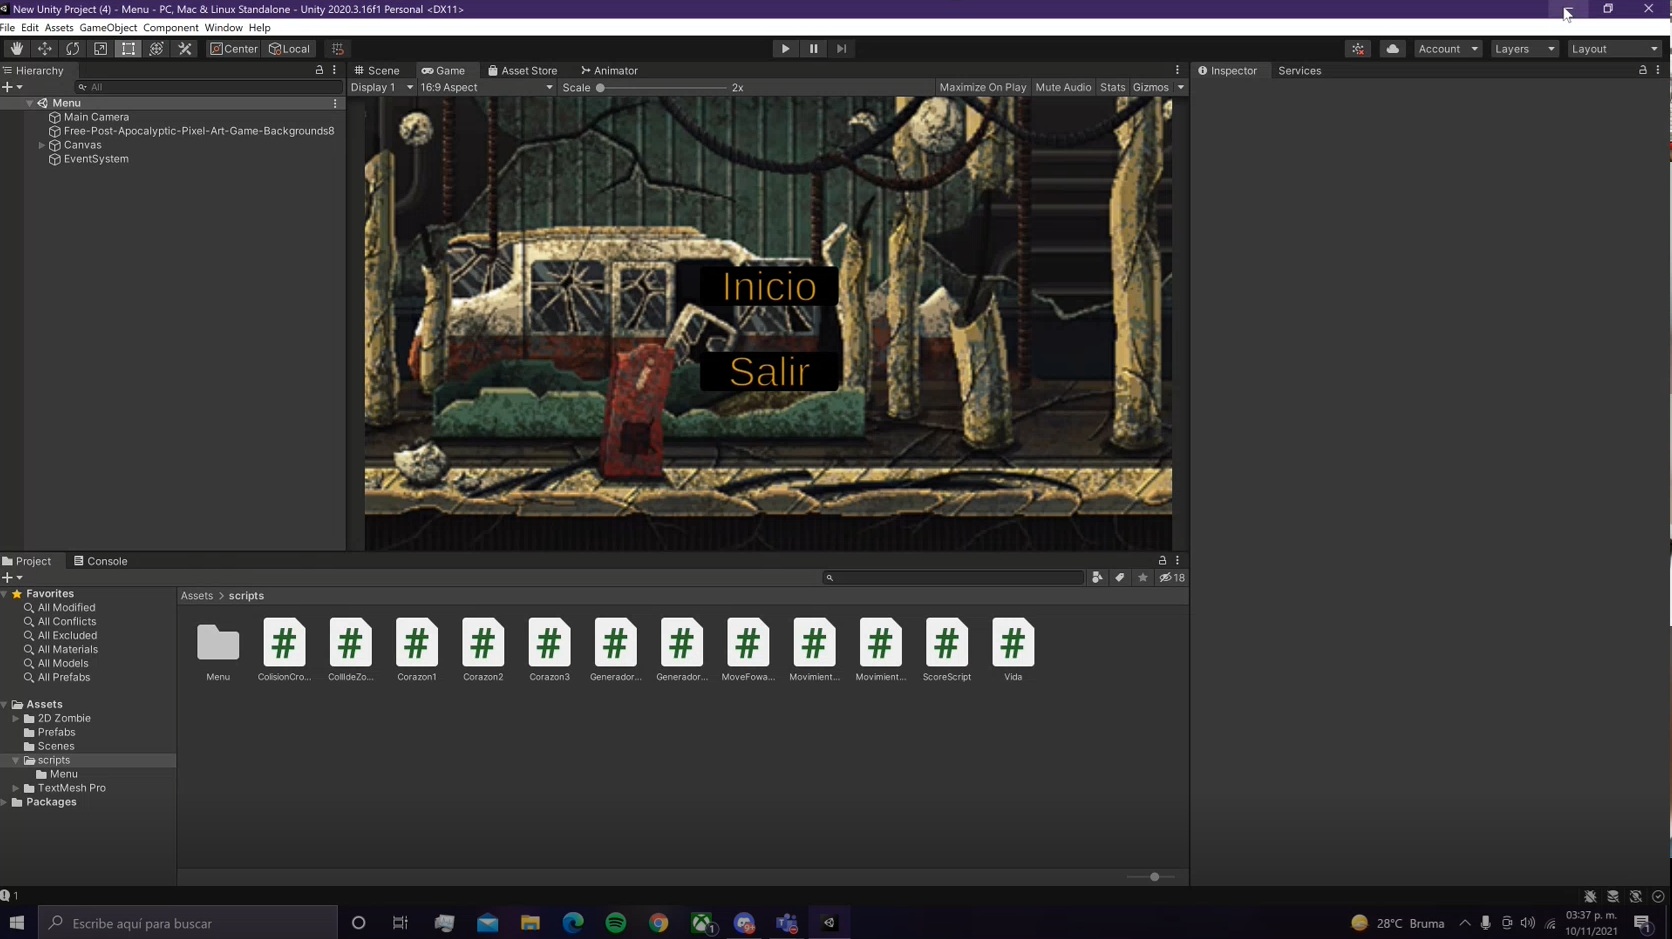 New Unity Project (4) - Menu - PC, Mac & Linux Standalone - Unity 2020.3.16f1 Personal <DX11>
File Edit Assets GameObject Component Window Help
Center Local
Account Layers Layout
Hierarchy
All
Menu
Main Camera
Free-Post-Apocalyptic-Pixel-Art-Game-Backgrounds8
Canvas
EventSystem
Scene Game Asset Store Animator
Display 1 16:9 Aspect Scale 2x Maximize On Play Mute Audio Stats Gizmos
Inicio
Salir
Inspector Services
Project Console
18
Favorites
All Modified
All Conflicts
All Excluded
All Materials
All Models
All Prefabs
Assets
2D Zombie
Prefabs
Scenes
scripts
Menu
TextMesh Pro
Packages
Assets > scripts
Menu ColisionCro... CollIdeZo... Corazon1 Corazon2 Corazon3 Generador... Generador... MoveFowa... Movimient... Movimient... ScoreScript Vida
1
Escribe aquí para buscar
1
28°C Bruma
03:37 p. m.
10/11/2021
1